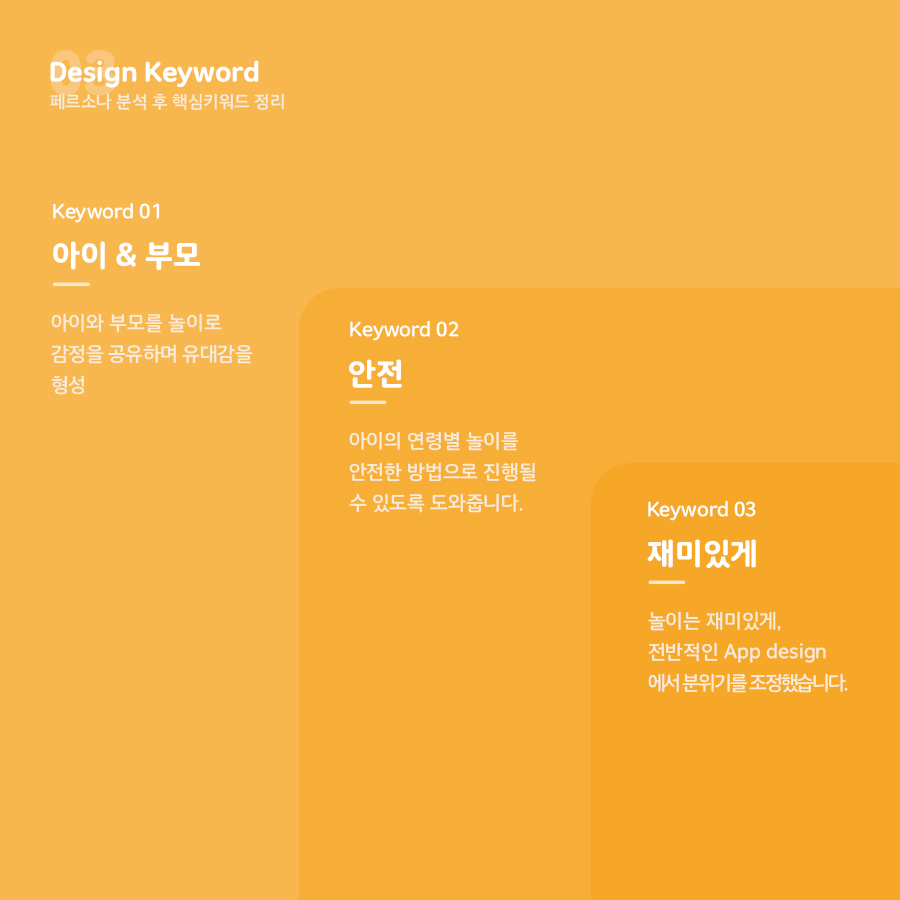 03
Design Keyword
페르소나 분석 후 핵심키워드 정리
Keyword 01
아이 & 부모
아이와 부모를 놀이로
감정을 공유하며 유대감을
형성
Keyword 02
안전
아이의 연령별 놀이를
안전한 방법으로 진행될
수 있도록 도와줍니다.
Keyword 03
재미있게
놀이는 재미있게,
전반적인 App design
에서 분위기를 조정했습니다.